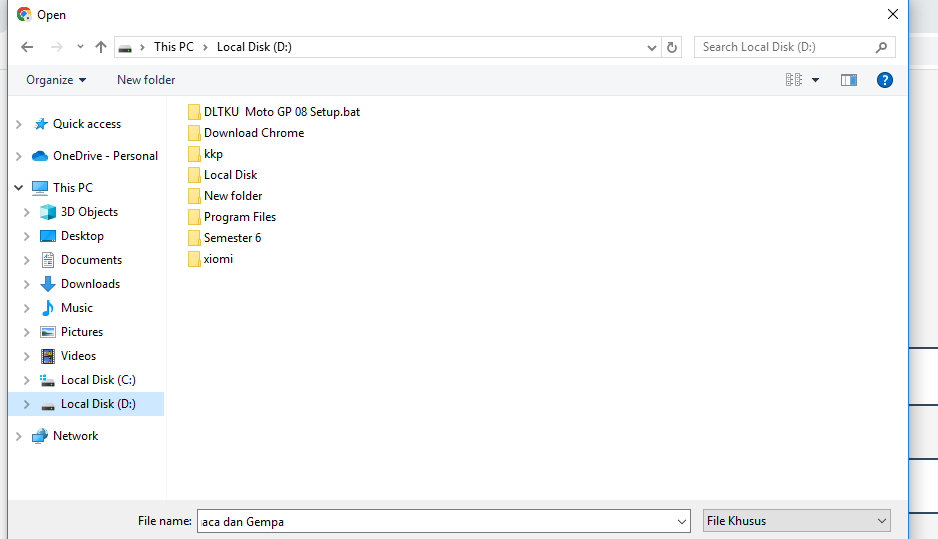 Open
This PC
Local Disk (D:)
Search Local Disk (D:)
Organize
New folder
?
Quick access
OneDrive - Personal
This PC
3D Objects
Desktop
Documents
Downloads
Music
Pictures
Videos
Local Disk (C:)
Local Disk (D:)
Network
DLTKU Moto GP 08 Setup.bat
Download Chrome
kkp
Local Disk
New folder
Program Files
Semester 6
xiomi
File name:
aca dan Gempa
File Khusus